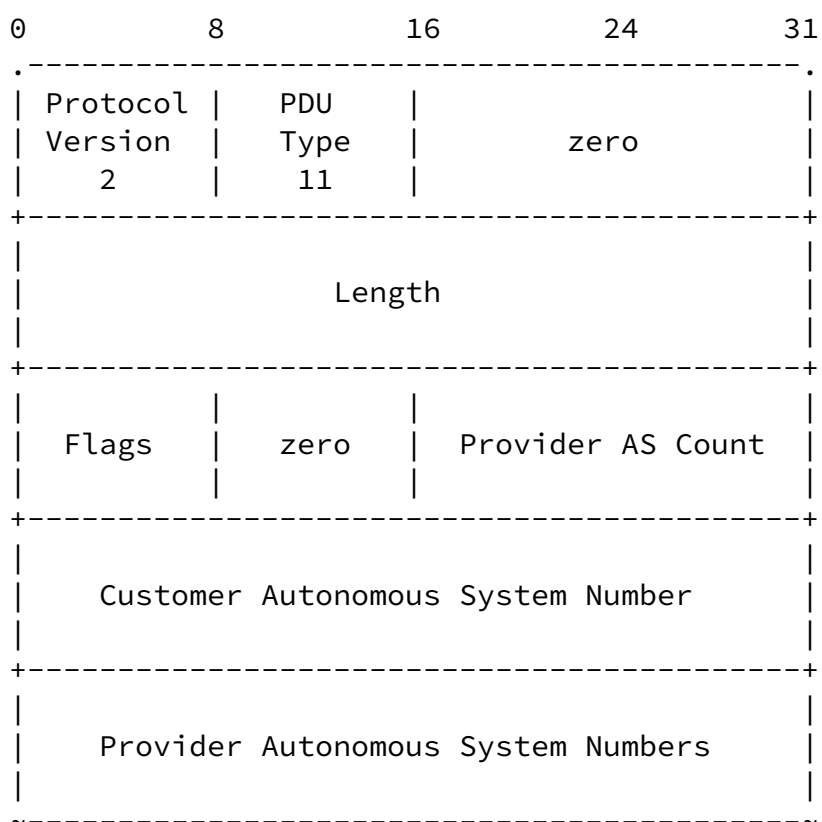 0          8          16         24        31
.-------------------------------------------.
| Protocol |   PDU    |                     |
| Version  |   Type   |        zero         |
|    2     |    11    |                     |
+-------------------------------------------+
|                                           |
|                 Length                    |
|                                           |
+-------------------------------------------+
|          |          |                     |
|  Flags   |   zero   |  Provider AS Count  |
|          |          |                     |
+-------------------------------------------+
|                                           |
|    Customer Autonomous System Number      |
|                                           |
+-------------------------------------------+
|                                           |
|    Provider Autonomous System Numbers     |
|                                           |
~-------------------------------------------~